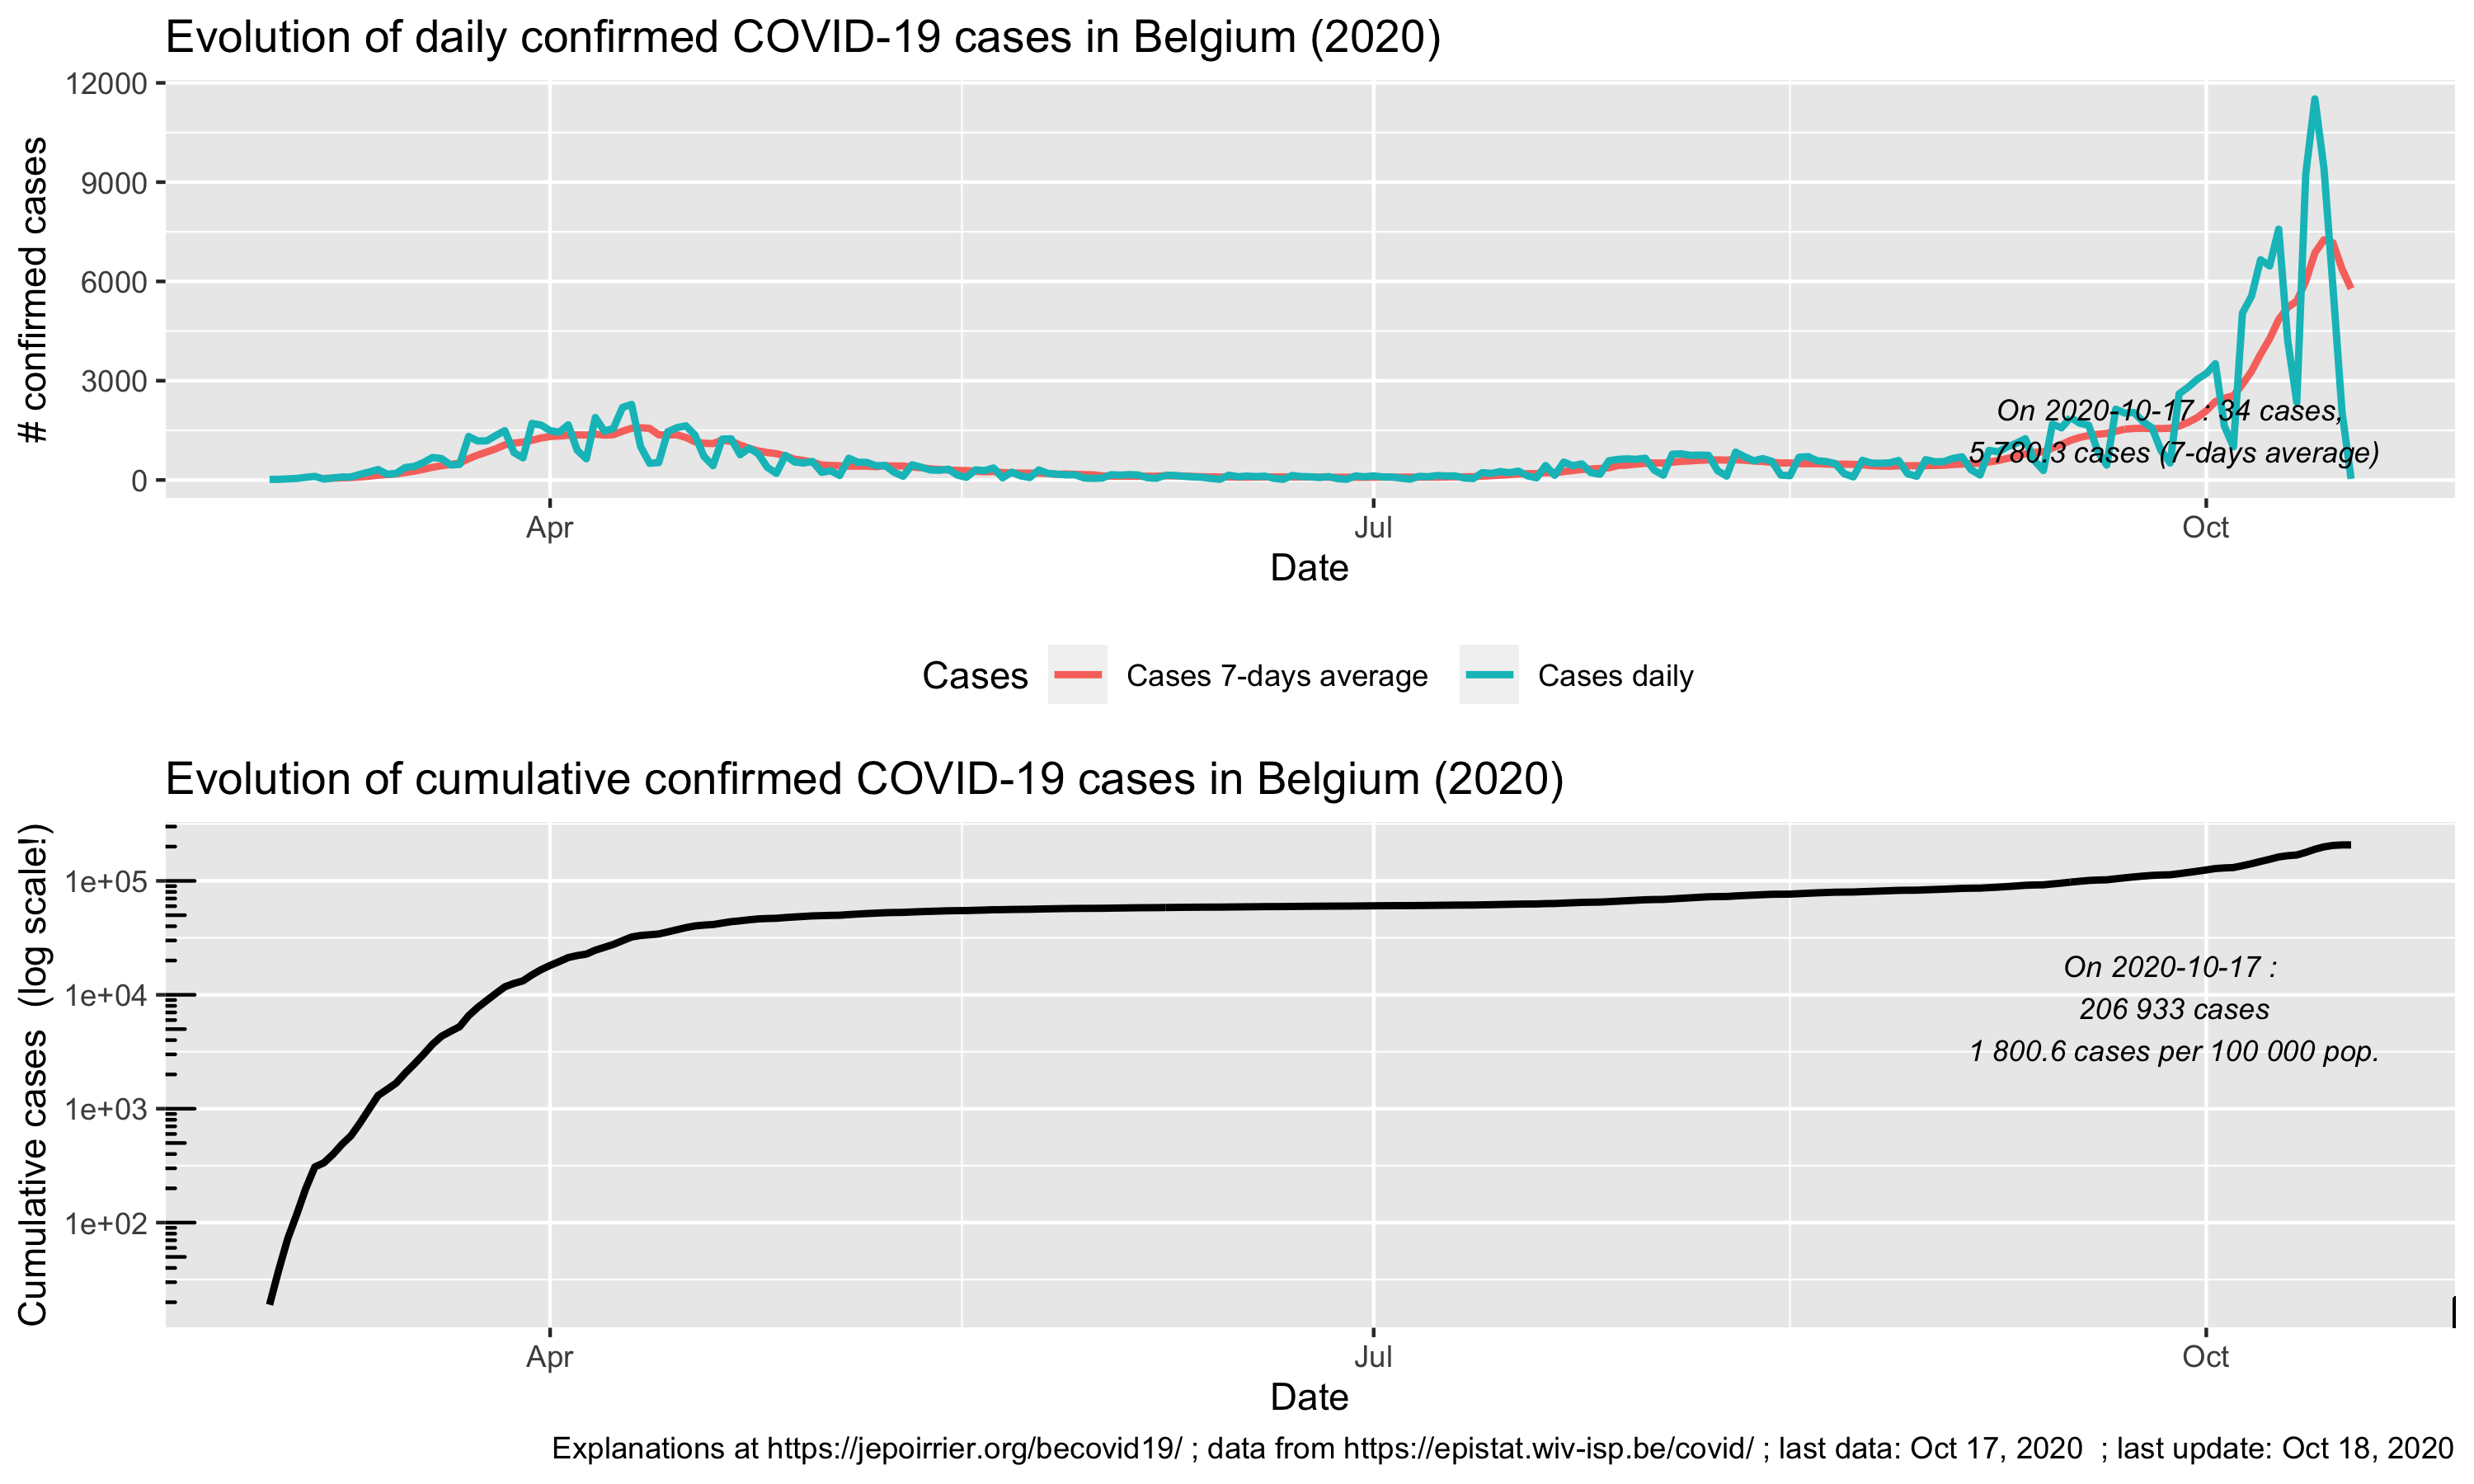 Evolution of daily confirmed COVID-19 cases in Belgium (2020)
# confirmed cases
12000
9000
6000
3000
0
On 2020-10-17 : 34 cases,
5 780.3 cases (7-days average)
Apr
Jul
Oct
Date
Cases
Cases 7-days average
Cases daily
Evolution of cumulative confirmed COVID-19 cases in Belgium (2020)
Cumulative cases (log scale!)
1e+05
1e+04
1e+03
1e+02
On 2020-10-17 :
206 933 cases
1 800.6 cases per 100 000 pop.
Apr
Jul
Oct
Date
Explanations at https://jepoirrier.org/becovid19/ ; data from https://epistat.wiv-isp.be/covid/ ; last data: Oct 17, 2020 ; last update: Oct 18, 2020